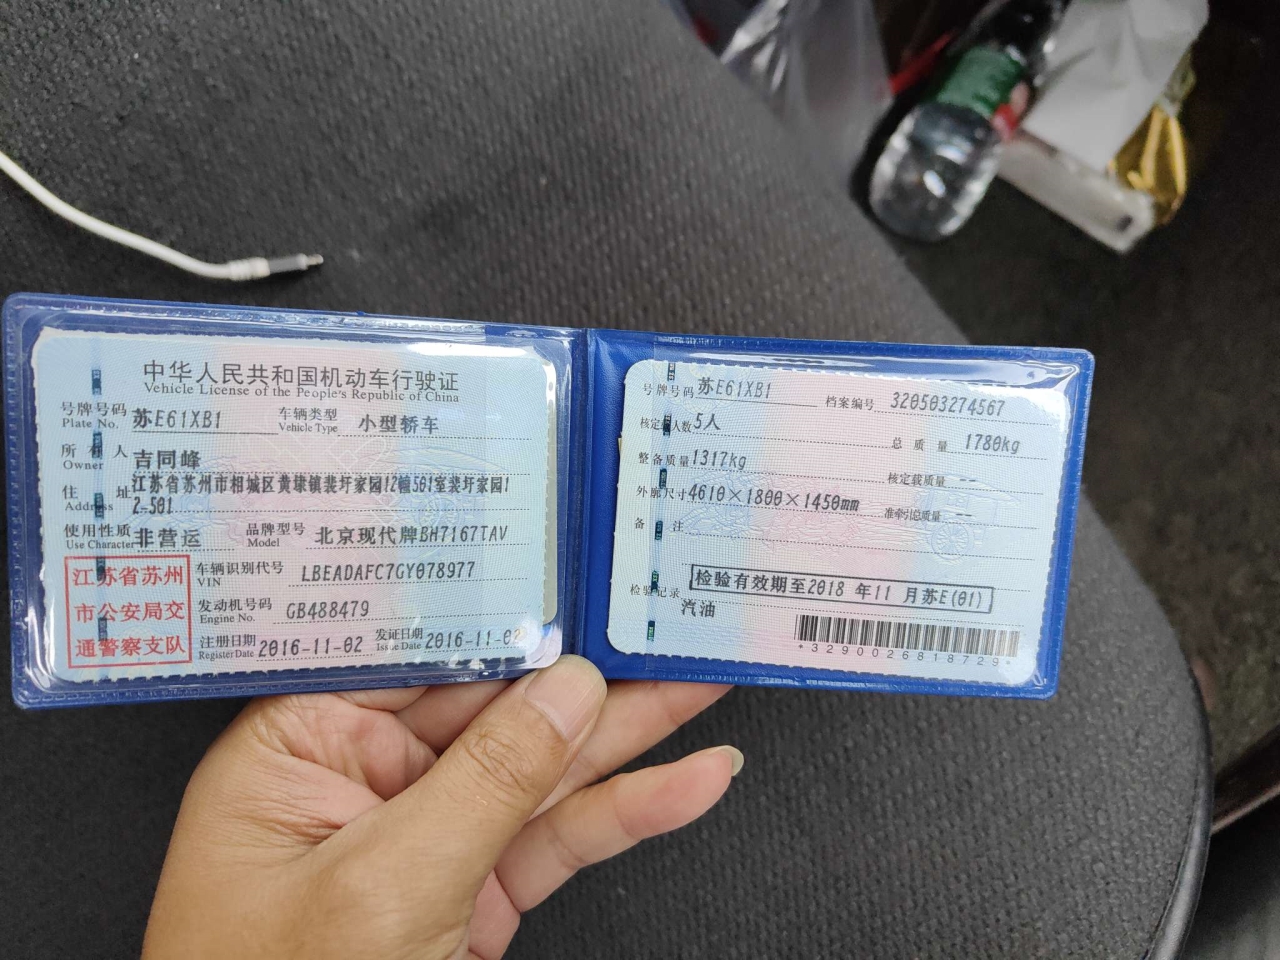 中华人民共和国机动车行驶证
Vehicle License of the People's Republic of China
号牌号码 苏E61XB1 车辆类型 小型轿车
Plate No. Vehicle Type
所有人 吉同峰
Owner
住址 江苏省苏州市相城区黄埭镇裴圩家园12幢501室裴圩家园1
Address 2-501
使用性质 非营运 品牌型号 北京现代牌BH7167TAV
Use Character Model
江苏省苏州
市公安局交
通警察支队
车辆识别代号 LBEADAFC7GY078977
VIN
发动机号码 GB488479
Engine No.
注册日期 2016-11-02 发证日期 2016-11-02
Register Date Issue Date
号牌号码 苏E61XB1 档案编号 320503274567
核定载人数 5人 总质量 1780kg
整备质量 1317kg 核定载质量 --
外廓尺寸 4610×1800×1450mm 准牵引总质量 --
备注
检验记录 检验有效期至2018年11月苏E(01)
汽油
*3290026818729*